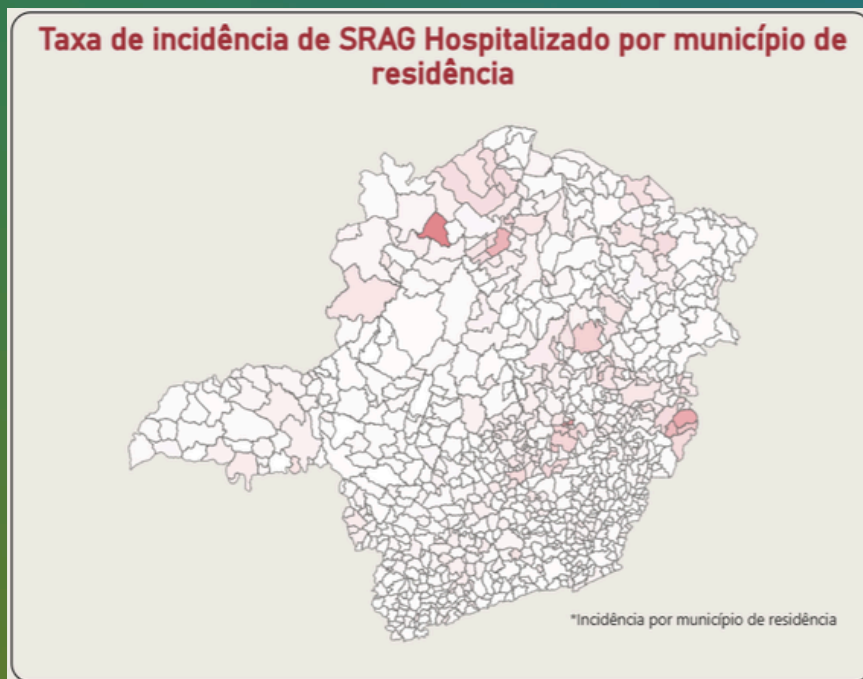 Taxa de incidência de SRAG Hospitalizado por município de
residência
*Incidência por município de residência